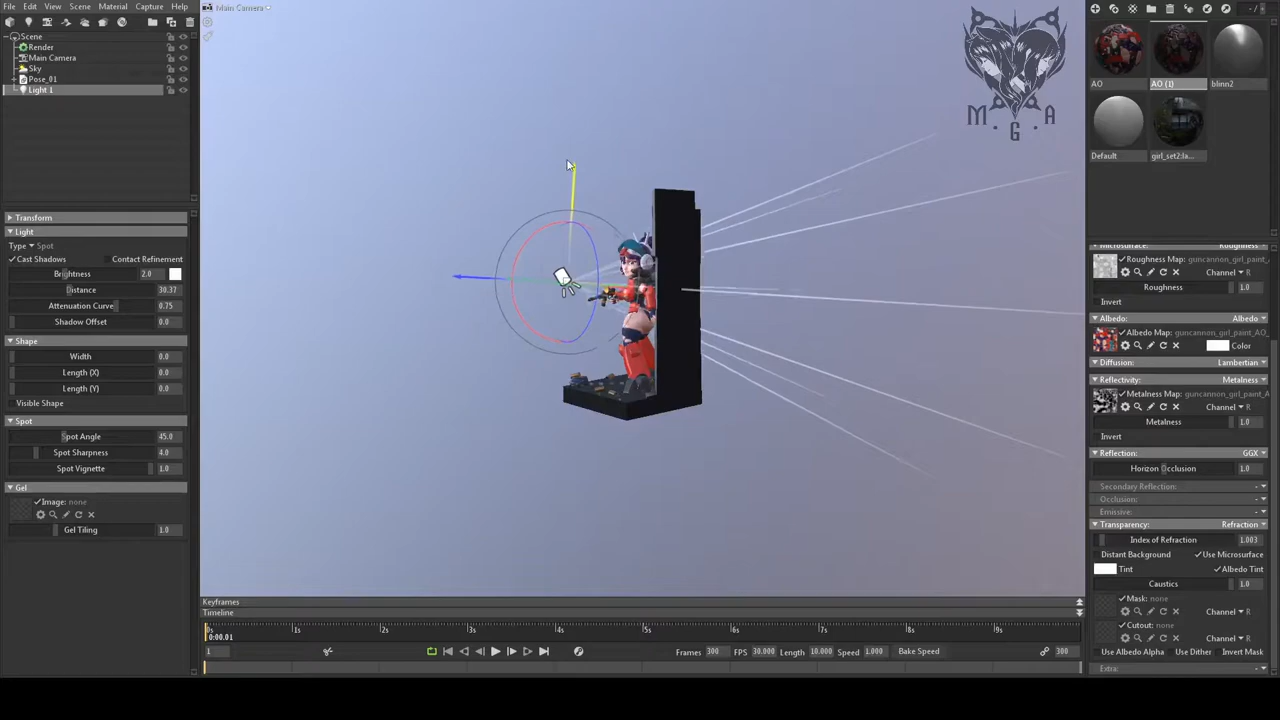 File Edit View Scene Material Capture Help
Main Camera
Scene
Render
Main Camera
Sky
Pose_01
Light 1
Transform
Light
Type Spot
Cast Shadows Contact Refinement
Brightness 2.0
Distance 30.37
Attenuation Curve 0.75
Shadow Offset 0.0
Shape
Width 0.0
Length (X) 0.0
Length (Y) 0.0
Visible Shape
Spot
Spot Angle 45.0
Spot Sharpness 4.0
Spot Vignette 1.0
Gel
Image: none
Gel Tiling 1.0
M · G · A
Keyframes
Timeline
0s 1s 2s 3s 4s 5s 6s 7s 8s 9s
0:00.01
1 Frames 300 FPS 30.000 Length 10.000 Speed 1.000 Bake Speed 300
AO AO (1) blinn2
Default girl_set2:la...
Microsurface: Roughness
Roughness Map: guncannon_girl_paint_
Channel R
Roughness 1.0
Invert
Albedo: Albedo
Albedo Map: guncannon_girl_paint_AO
Color
Diffusion: Lambertian
Reflectivity: Metalness
Metalness Map: guncannon_girl_paint_A
Channel R
Metalness 1.0
Invert
Reflection: GGX
Horizon Occlusion 1.0
Secondary Reflection: -
Occlusion: -
Emissive: -
Transparency: Refraction
Index of Refraction 1.003
Distant Background Use Microsurface
Tint Albedo Tint
Caustics 1.0
Mask: none
Channel R
Cutout: none
Channel R
Use Albedo Alpha Use Dither Invert Mask
Extra: -